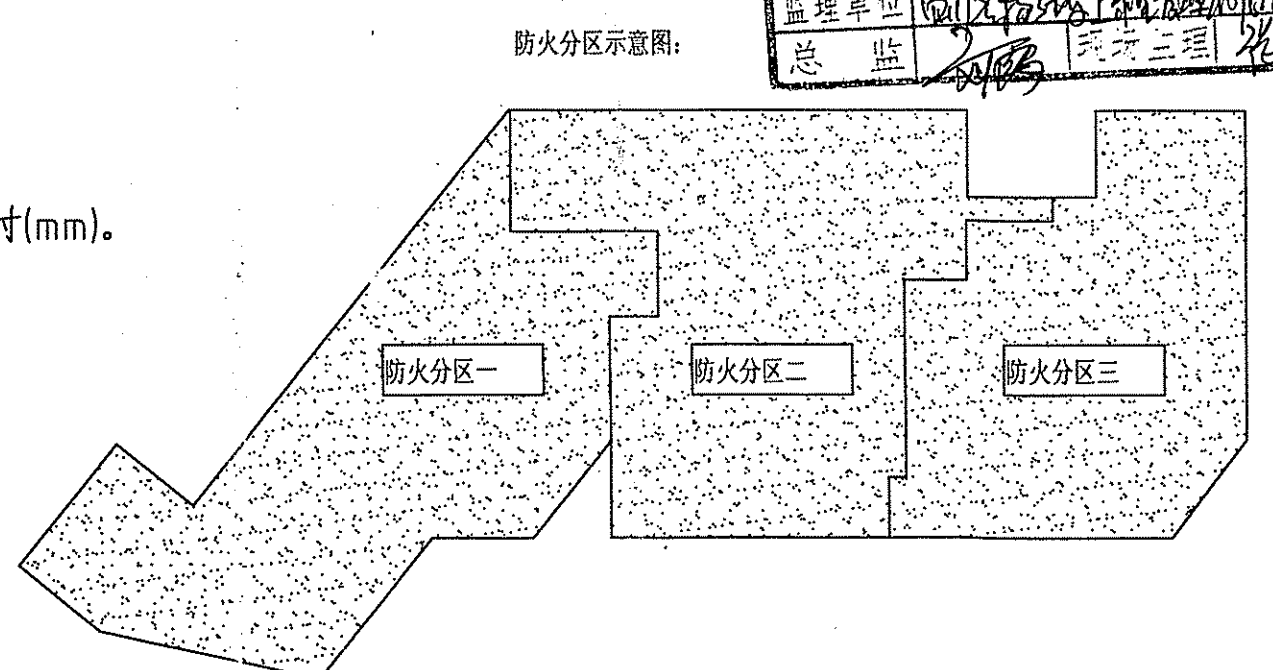 监理单位
防火分区示意图:
总 监
寸(mm)。
防火分区一
防火分区二
防火分区三